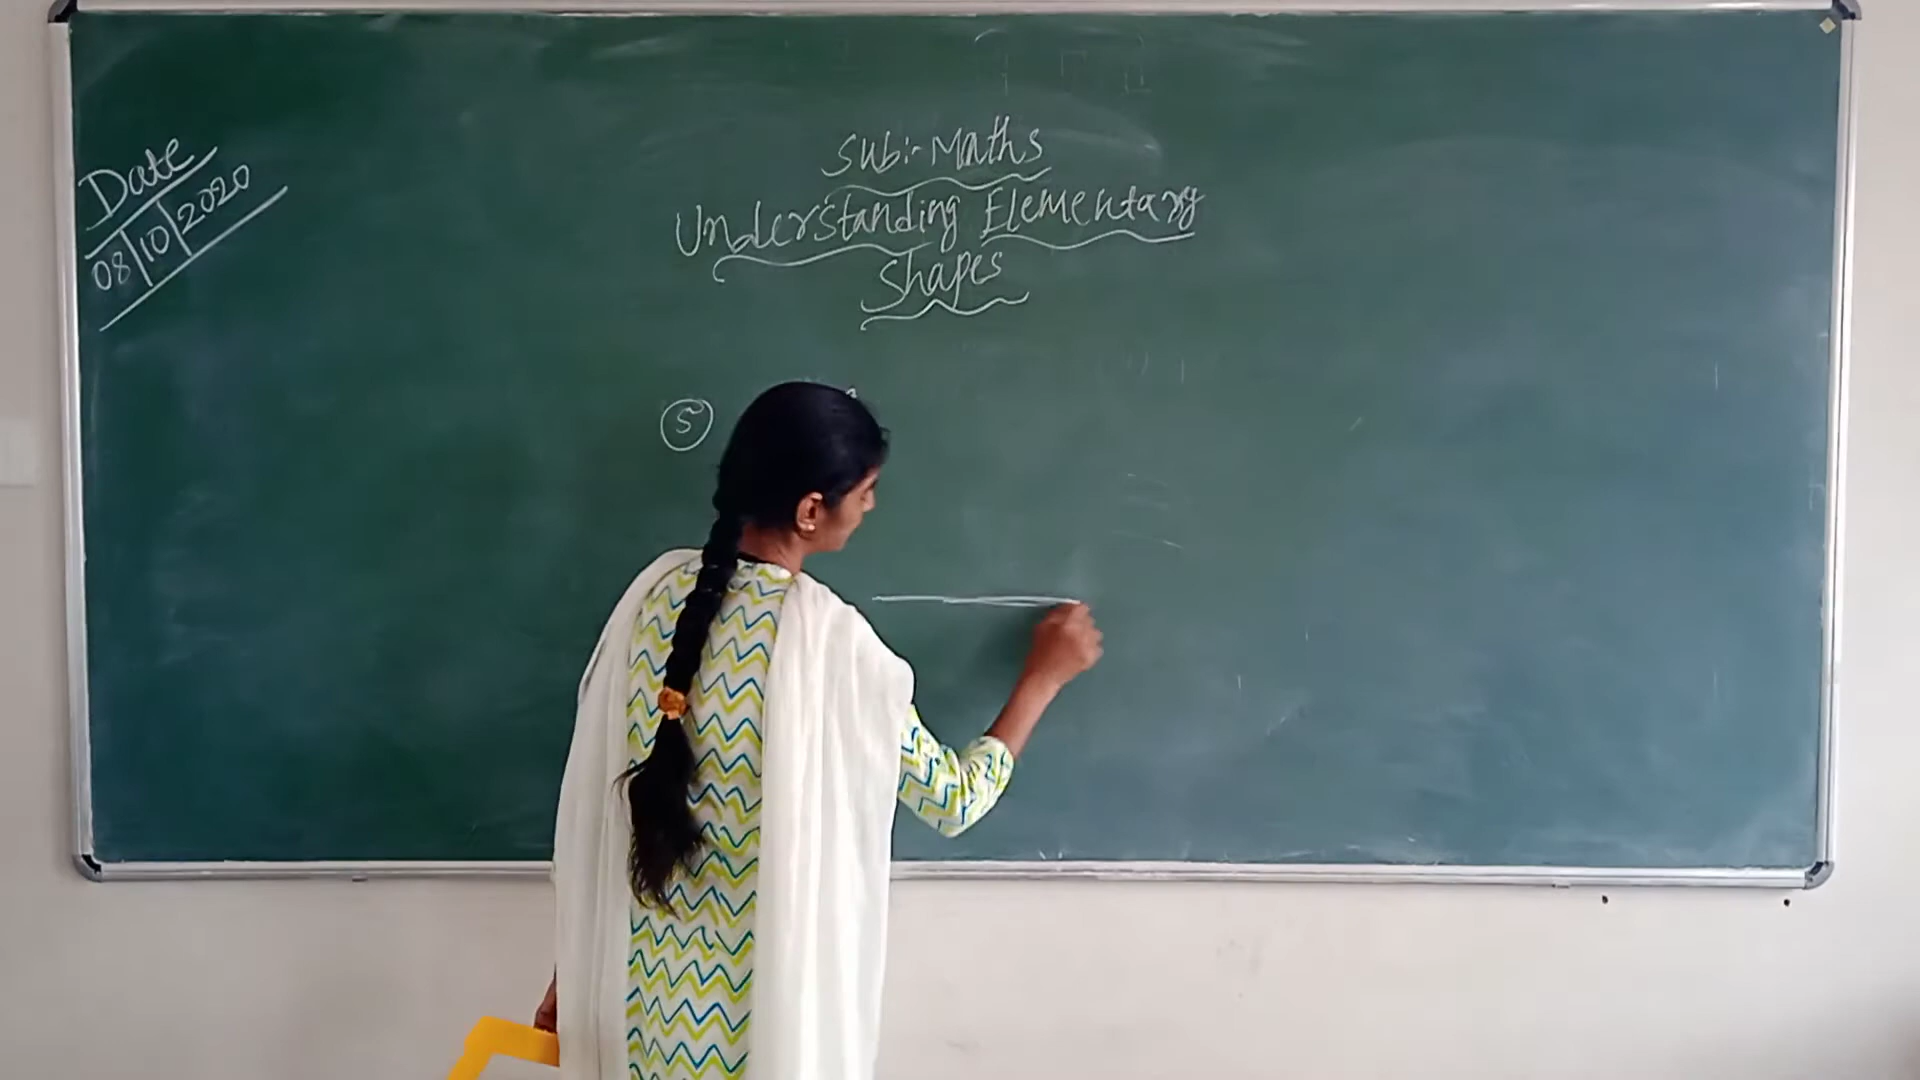 Date
08/10/2020
Sub:- Maths
Understanding Elementary
Shapes
5